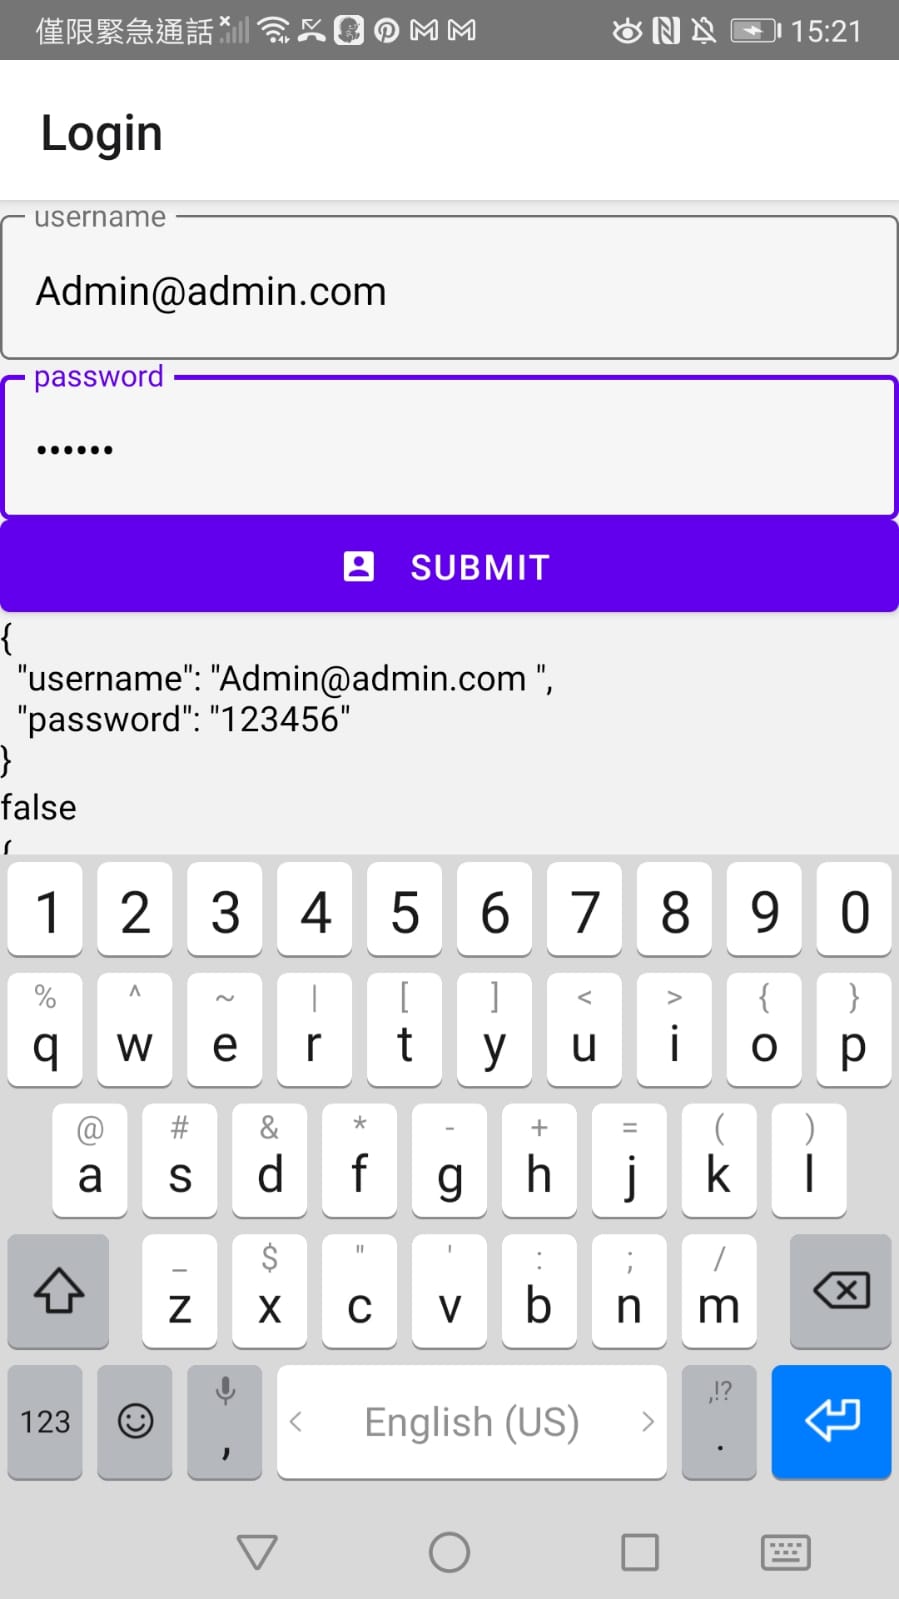 僅限緊急通話 15:21
Login
username
Admin@admin.com
password
••••••
SUBMIT
{
"username": "Admin@admin.com ",
"password": "123456"
}
false
{
1 2 3 4 5 6 7 8 9 0
% ^ ~ | [ ] < > { }
q w e r t y u i o p
@ # & * - + = ( )
a s d f g h j k l
_ $ " ' : ; /
z x c v b n m
,!?
123 , English (US) .